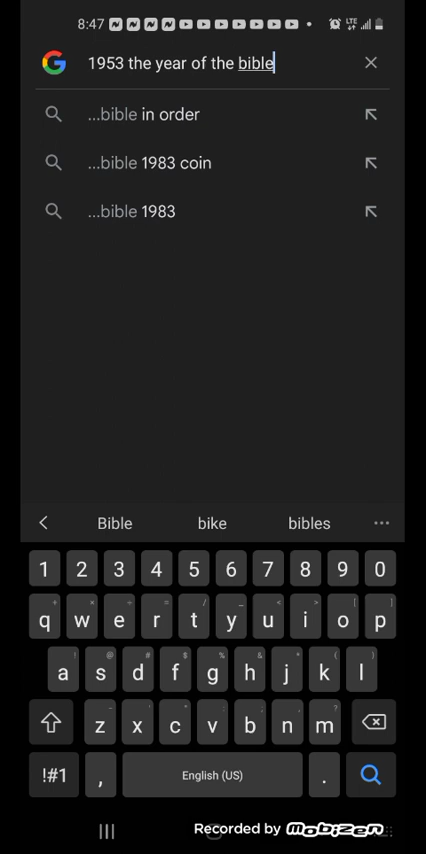 8:47 LTE
1953 the year of the bible
...bible in order
...bible 1983 coin
...bible 1983
Bible bike bibles ...
1 2 3 4 5 6 7 8 9 0
q w e r t y u i o p
a s d f g h j k l
z x c v b n m
!#1 , English (US) .
Recorded by mobizen